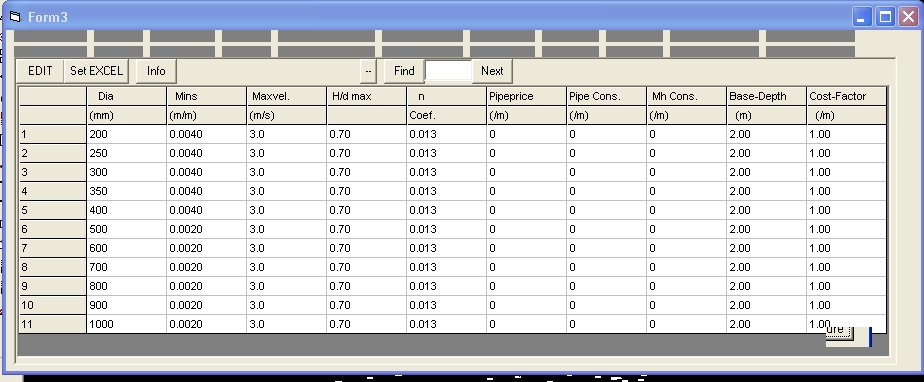 Form3
EDIT Set EXCEL Info -- Find Next
Dia Mins Maxvel. H/d max n Pipeprice Pipe Cons. Mh Cons. Base-Depth Cost-Factor
(mm) (m/m) (m/s) Coef. (/m) (/m) (/m) (m) (/m)
1 200 0.0040 3.0 0.70 0.013 0 0 0 2.00 1.00
2 250 0.0040 3.0 0.70 0.013 0 0 0 2.00 1.00
3 300 0.0040 3.0 0.70 0.013 0 0 0 2.00 1.00
4 350 0.0040 3.0 0.70 0.013 0 0 0 2.00 1.00
5 400 0.0040 3.0 0.70 0.013 0 0 0 2.00 1.00
6 500 0.0020 3.0 0.70 0.013 0 0 0 2.00 1.00
7 600 0.0020 3.0 0.70 0.013 0 0 0 2.00 1.00
8 700 0.0020 3.0 0.70 0.013 0 0 0 2.00 1.00
9 800 0.0020 3.0 0.70 0.013 0 0 0 2.00 1.00
10 900 0.0020 3.0 0.70 0.013 0 0 0 2.00 1.00
11 1000 0.0020 3.0 0.70 0.013 0 0 0 2.00 1.00
ure